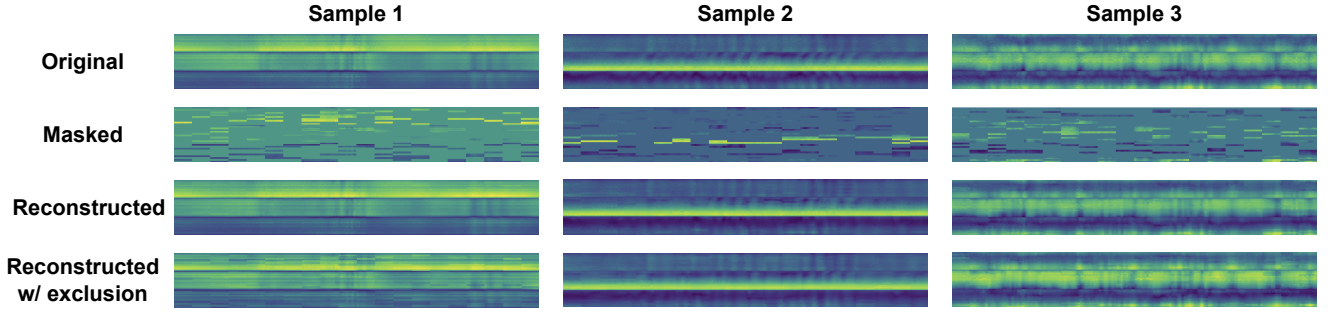 Sample 1 Sample 2 Sample 3
Original
Masked
Reconstructed
Reconstructed
w/ exclusion